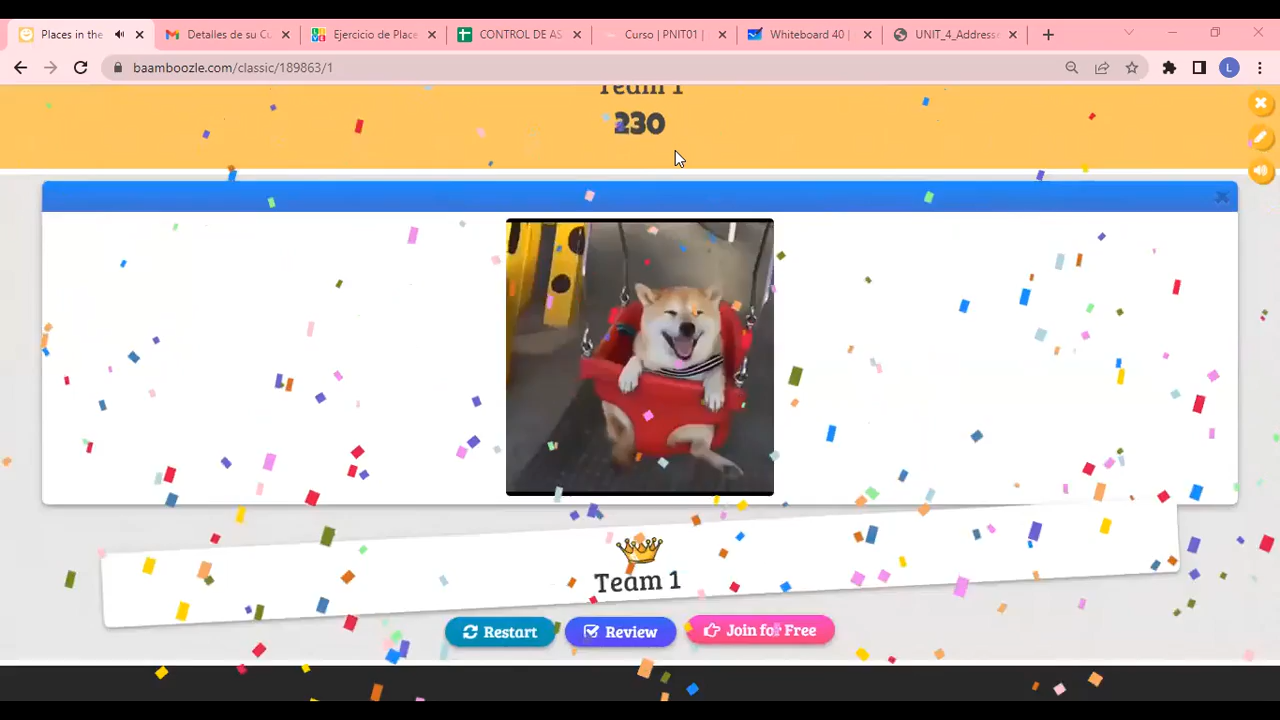 Places in the
Detalles de su Cu
Ejercicio de Place
CONTROL DE AS
Curso | PNIT01 |
Whiteboard 40 |
UNIT_4_Address
baamboozle.com/classic/189863/1
L
Team 1
230
Team 1
Restart
Review
Join for Free